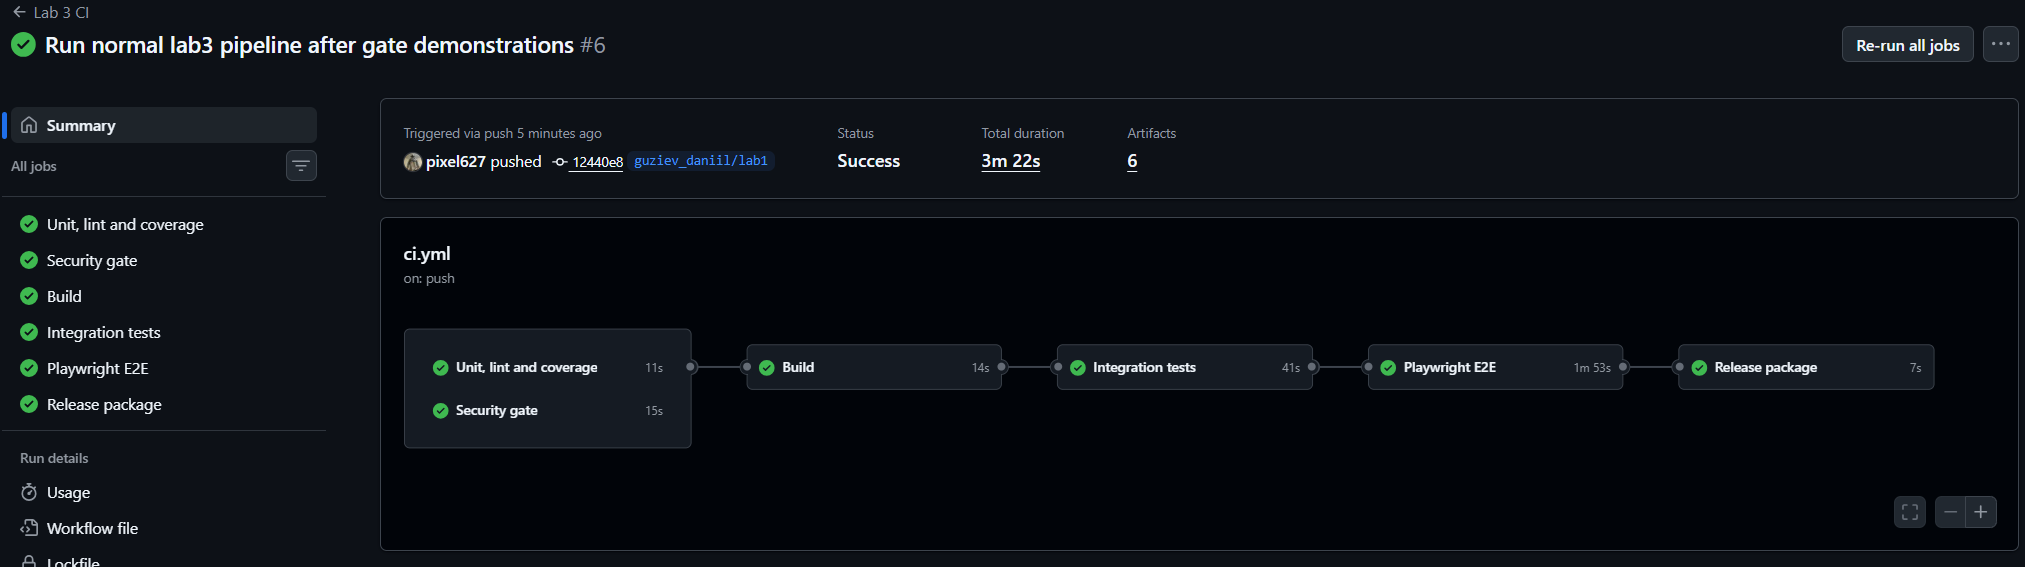 Lab 3 CI
Run normal lab3 pipeline after gate demonstrations #6
Re-run all jobs
Summary
All jobs
Unit, lint and coverage
Security gate
Build
Integration tests
Playwright E2E
Release package
Run details
Usage
Workflow file
Lockfile
Triggered via push 5 minutes ago
pixel627 pushed 12440e8 guziev_daniil/lab1
Status
Success
Total duration
3m 22s
Artifacts
6
ci.yml
on: push
Unit, lint and coverage 11s
Security gate 15s
Build 14s
Integration tests 41s
Playwright E2E 1m 53s
Release package 7s